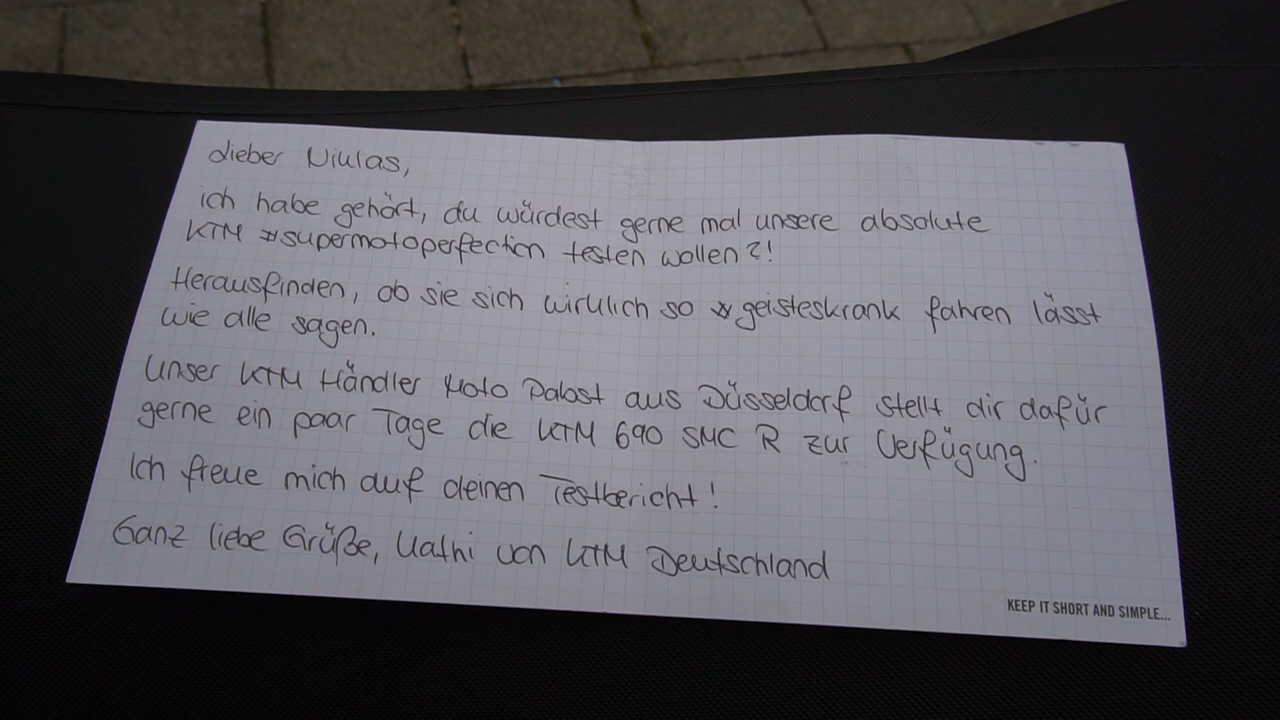 lieber Niklas,
ich habe gehört, du würdest gerne mal unsere absolute
KTM #supermotoperfection testen wollen?!
Herausfinden, ob sie sich wirklich so #geisteskrank fahren lässt
wie alle sagen.
Unser KTM Händler Moto Pabst aus Düsseldorf stellt dir dafür
gerne ein paar Tage die KTM 690 SMC R zur Verfügung.
Ich freue mich auf deinen Testbericht!
Ganz liebe Grüße, Kathi von KTM Deutschland
KEEP IT SHORT AND SIMPLE...